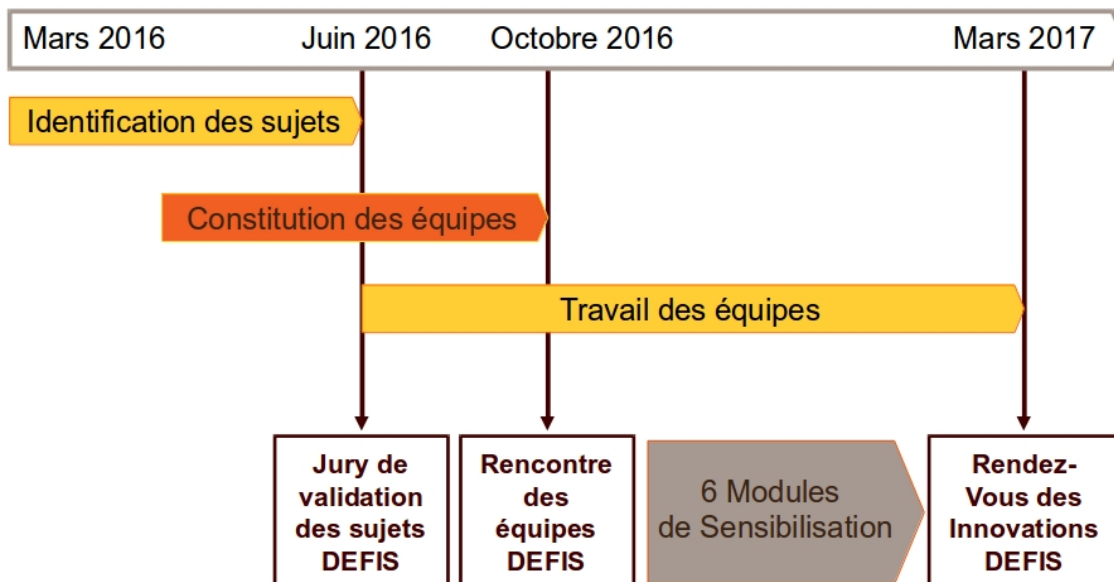 Mars 2016
Juin 2016
Octobre 2016
Mars 2017
Identification des sujets
Constitution des équipes
Travail des équipes
Jury de
validation
des sujets
DEFIS
Rencontre
des
équipes
DEFIS
6 Modules
de Sensibilisation
Rendez-
Vous des
Innovations
DEFIS